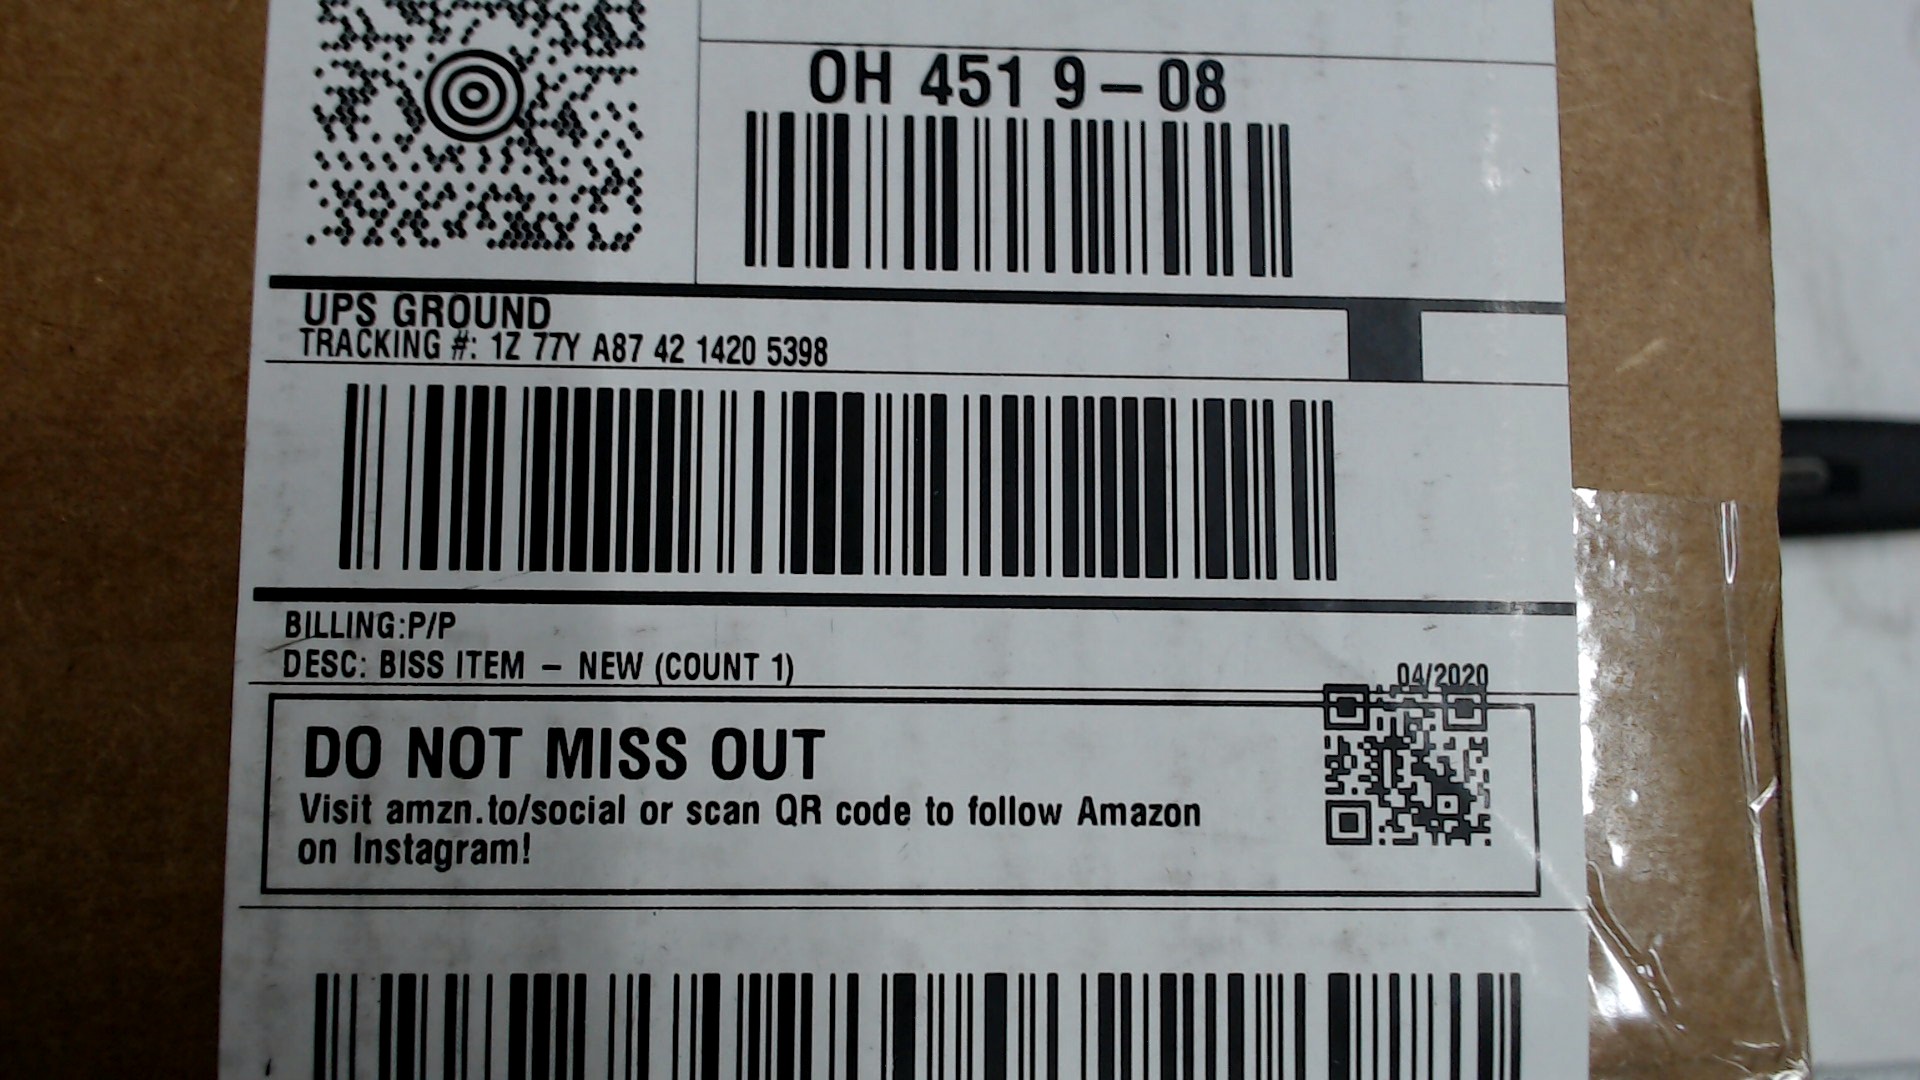 OH 451 9-08
UPS GROUND
TRACKING #: 1Z 77Y A87 42 1420 5398
BILLING:P/P
DESC: BISS ITEM - NEW (COUNT 1)
04/2020
DO NOT MISS OUT
Visit amzn.to/social or scan QR code to follow Amazon
on Instagram!